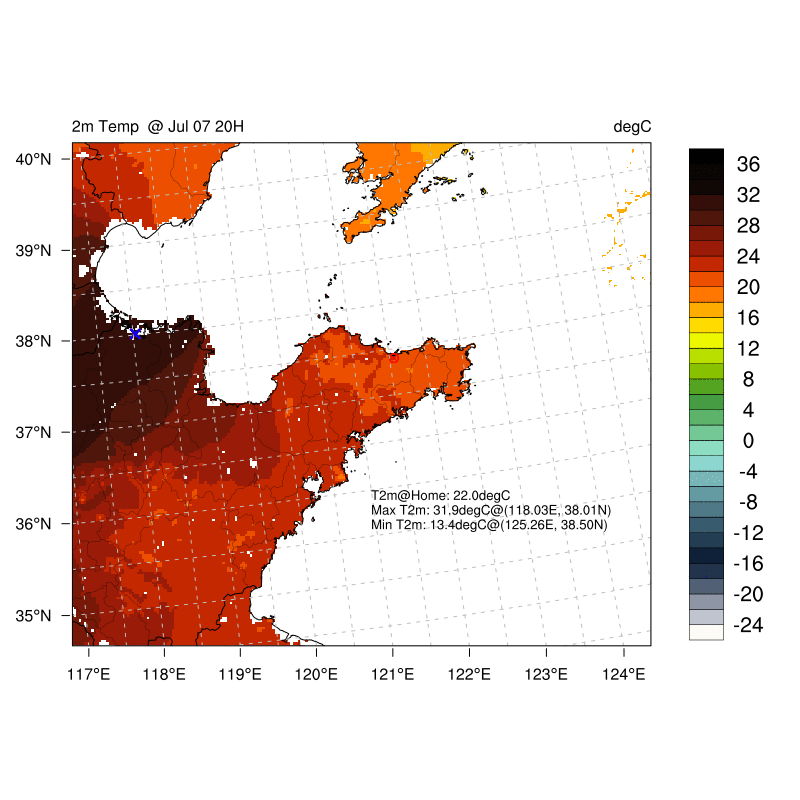 2m Temp  @ Jul 07 20H
degC
40°N
39°N
38°N
37°N
36°N
35°N
117°E
118°E
119°E
120°E
121°E
122°E
123°E
124°E
T2m@Home: 22.0degC
Max T2m: 31.9degC@(118.03E, 38.01N)
Min T2m: 13.4degC@(125.26E, 38.50N)
36
32
28
24
20
16
12
8
4
0
-4
-8
-12
-16
-20
-24